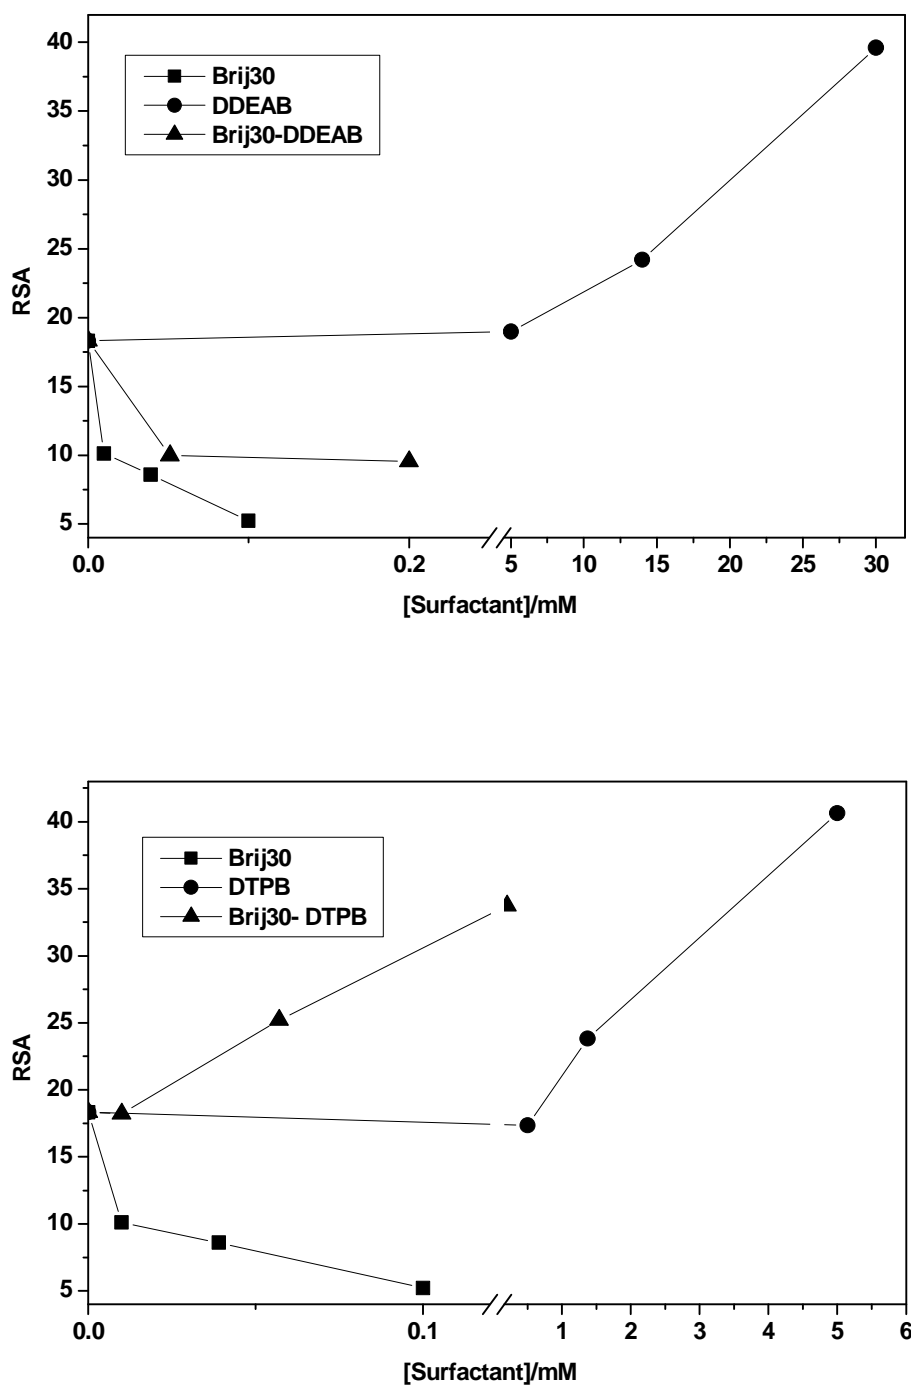 40
35
30
25
20
15
10
5
RSA
Brij30
DDEAB
Brij30-DDEAB
0.0 0.2 5 10 15 20 25 30
[Surfactant]/mM
40
35
30
25
20
15
10
5
RSA
Brij30
DTPB
Brij30- DTPB
0.0 0.1 1 2 3 4 5 6
[Surfactant]/mM